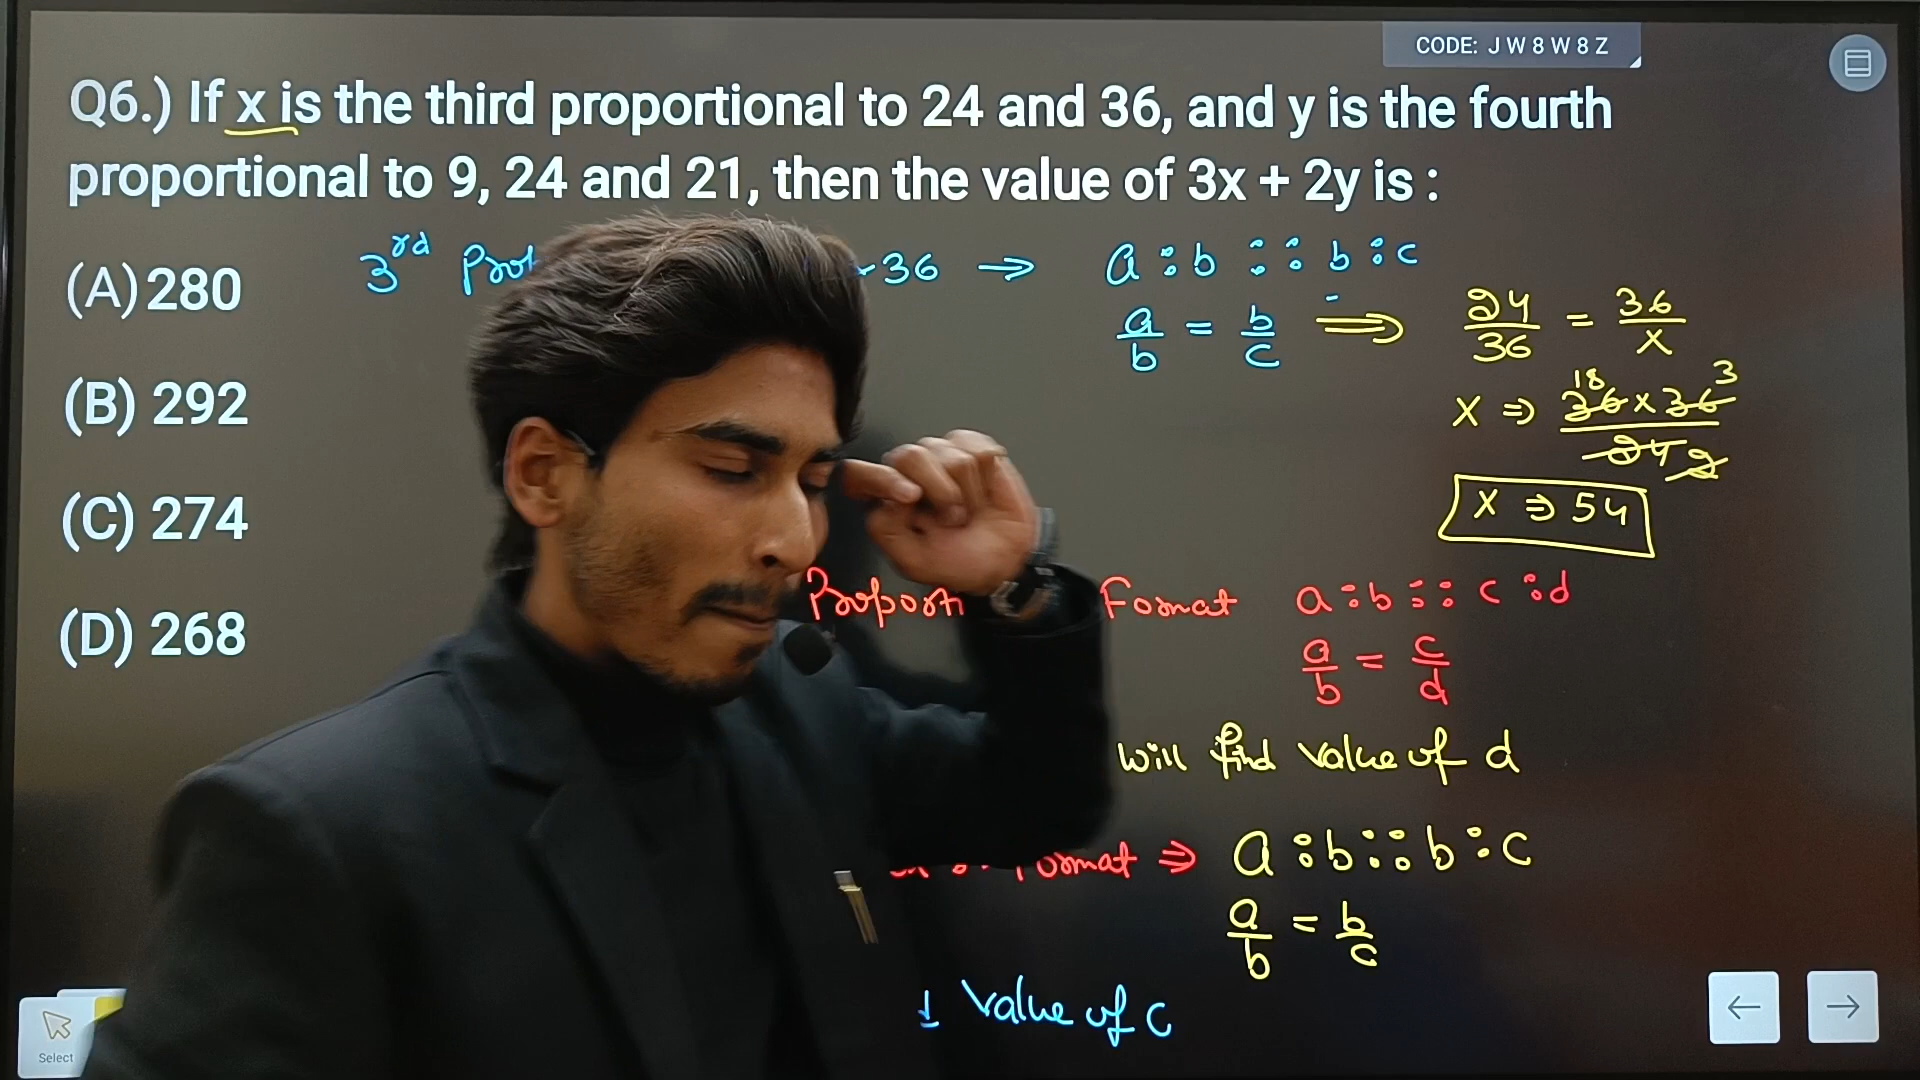 CODE: JW8W8Z
Q6.) If x is the third proportional to 24 and 36, and y is the fourth
proportional to 9, 24 and 21, then the value of 3x + 2y is :
(A) 280
(B) 292
(C) 274
(D) 268
3rd 36 → a : b :: b : c
a/b = b/c ⇒ 24/36 = 36/x
x ⇒ 36 18 × 36 3 / 24 2
x ⇒ 54
Format a : b :: c : d
a/b = c/d
will find value of d
format ⇒ a : b :: b : c
a/b = b/c
value of c
Select
← →